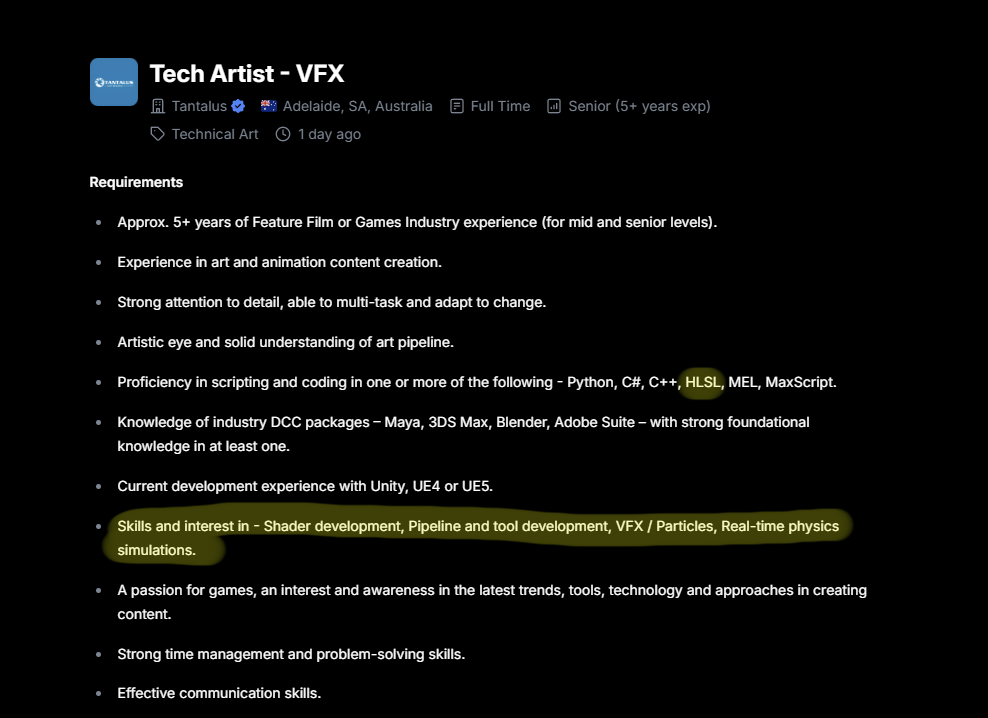 TANTALUS
Tech Artist - VFX
Tantalus Adelaide, SA, Australia Full Time Senior (5+ years exp)
Technical Art 1 day ago
Requirements
Approx. 5+ years of Feature Film or Games Industry experience (for mid and senior levels).
Experience in art and animation content creation.
Strong attention to detail, able to multi-task and adapt to change.
Artistic eye and solid understanding of art pipeline.
Proficiency in scripting and coding in one or more of the following - Python, C#, C++, HLSL, MEL, MaxScript.
Knowledge of industry DCC packages – Maya, 3DS Max, Blender, Adobe Suite – with strong foundational
knowledge in at least one.
Current development experience with Unity, UE4 or UE5.
Skills and interest in - Shader development, Pipeline and tool development, VFX / Particles, Real-time physics
simulations.
A passion for games, an interest and awareness in the latest trends, tools, technology and approaches in creating
content.
Strong time management and problem-solving skills.
Effective communication skills.